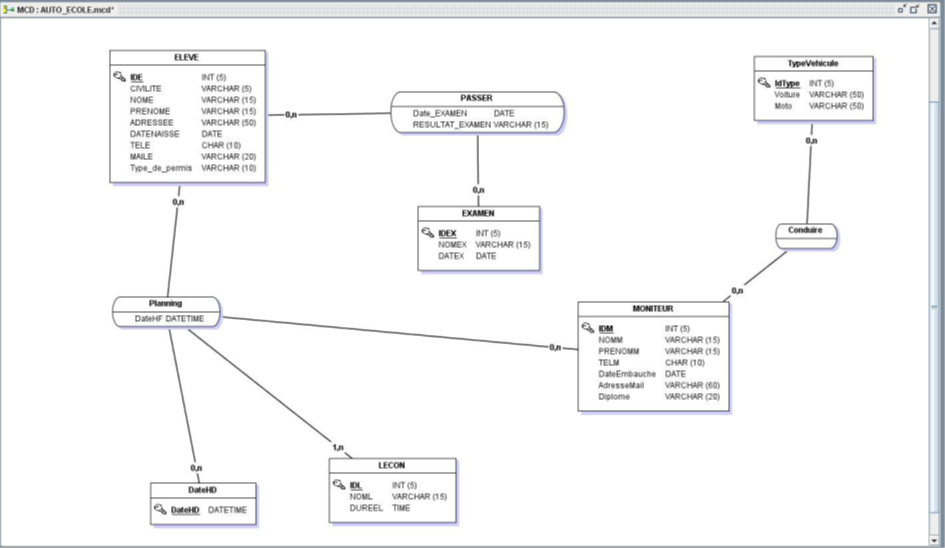 MCD : AUTO_ECOLE.mcd*
ELEVE
IDE INT (5)
CIVILITE VARCHAR (5)
NOME VARCHAR (15)
PRENOME VARCHAR (15)
ADRESSEE VARCHAR (50)
DATENAISSE DATE
TELE CHAR (10)
MAILE VARCHAR (20)
Type_de_permis VARCHAR (10)
0,n
PASSER
Date_EXAMEN DATE
RESULTAT_EXAMEN VARCHAR (15)
TypeVehicule
IdType INT (5)
Voiture VARCHAR (50)
Moto VARCHAR (50)
0,n
0,n
0,n
EXAMEN
IDEX INT (5)
NOMEX VARCHAR (15)
DATEX DATE
Conduire
0,n
Planning
DateHF DATETIME
0,n
MONITEUR
IDM INT (5)
NOMM VARCHAR (15)
PRENOMM VARCHAR (15)
TELM CHAR (10)
DateEmbauche DATE
AdresseMail VARCHAR (60)
Diplome VARCHAR (20)
0,n
1,n
DateHD
DateHD DATETIME
LECON
IDL INT (5)
NOML VARCHAR (15)
DUREEL TIME